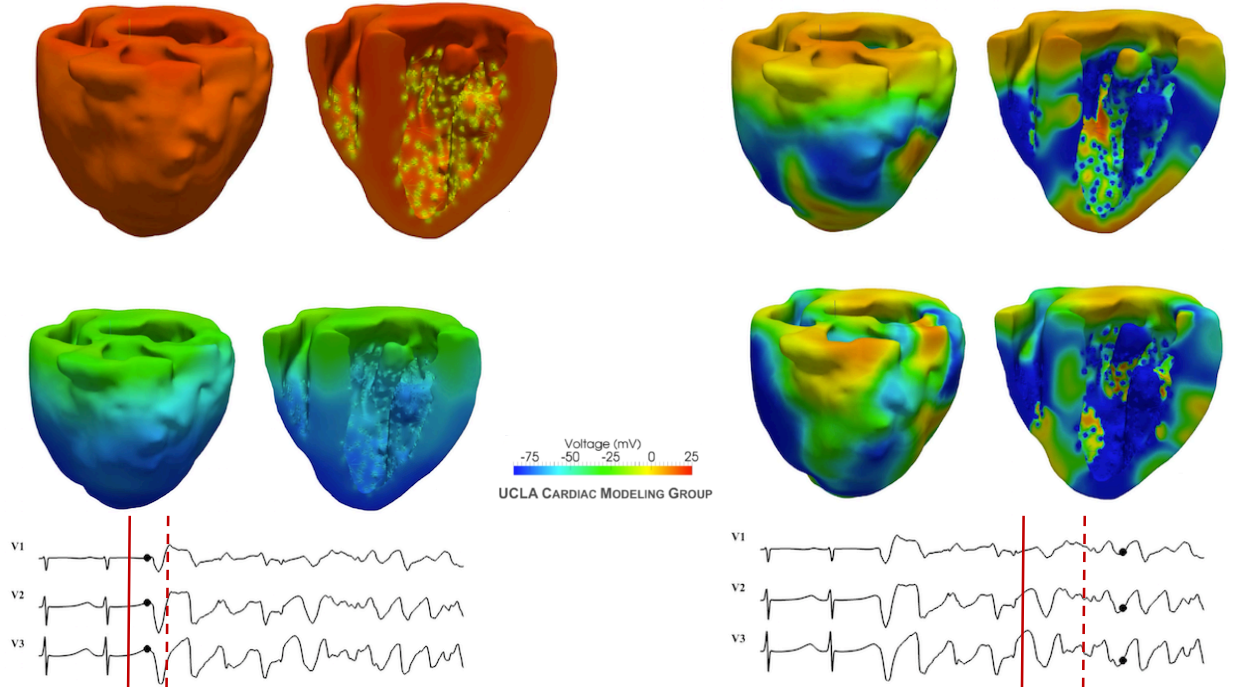 Voltage (mV)
-75 -50 -25 0 25
UCLA CARDIAC MODELING GROUP
V1
V2
V3
V1
V2
V3